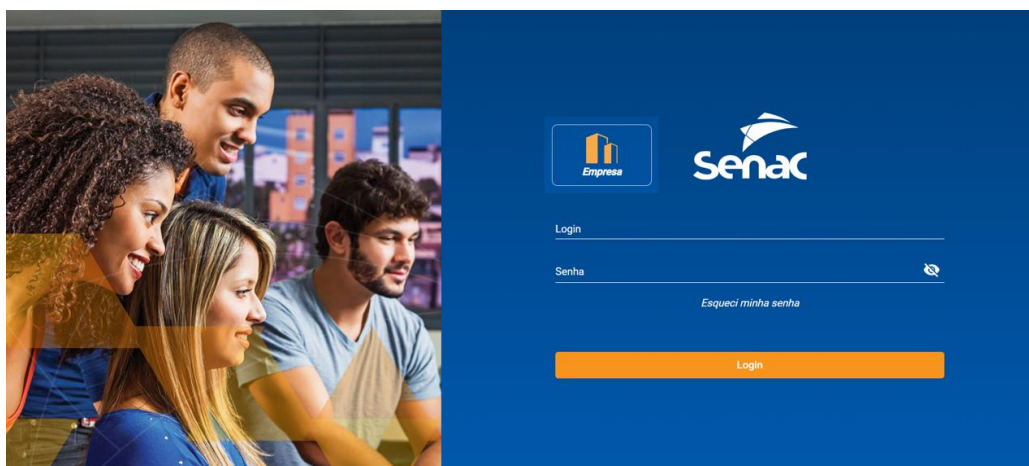 Empresa
Senac
Login
Senha
Esqueci minha senha
Login